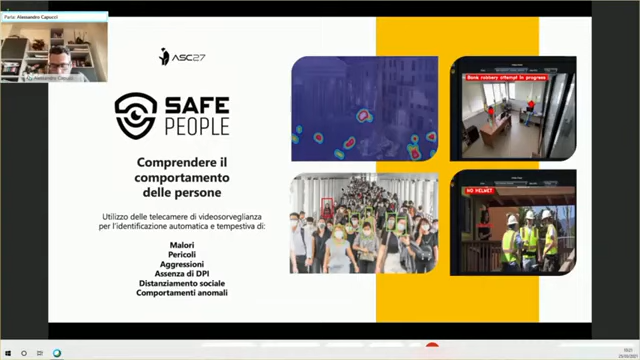 Parla: Alessandro Capucci
Alessandro Capucci
ASC27
SAFE
PEOPLE
Comprendere il
comportamento
delle persone
Utilizzo delle telecamere di videosorveglianza
per l'identificazione automatica e tempestiva di:
Malori
Pericoli
Aggressioni
Assenza di DPI
Distanziamento sociale
Comportamenti anomali
Bank robbery attempt in progress
NO HELMET